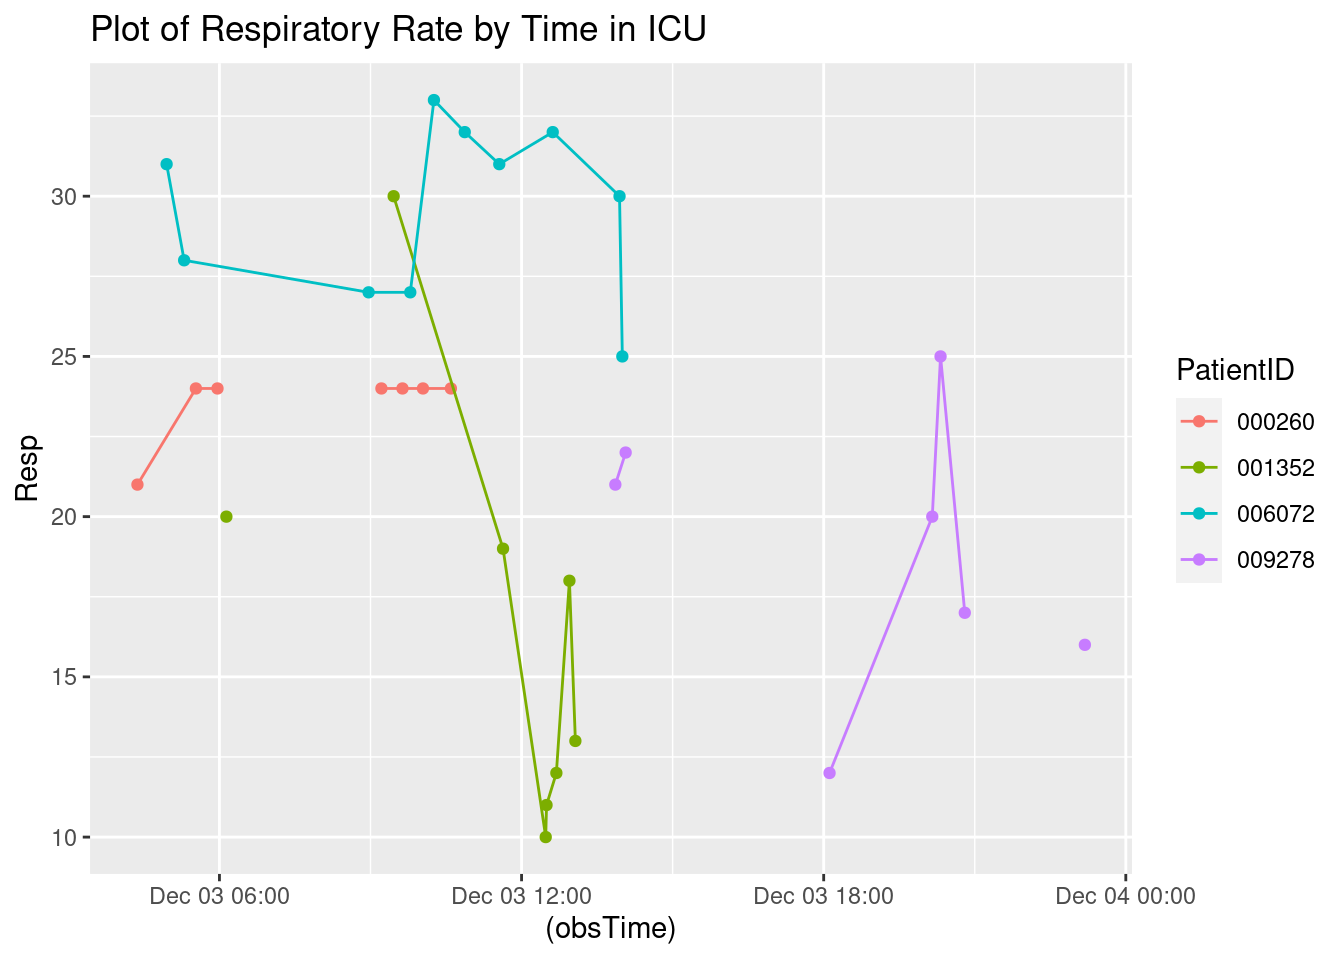 Plot of Respiratory Rate by Time in ICU
Resp
30
25
20
15
10
Dec 03 06:00
Dec 03 12:00
Dec 03 18:00
Dec 04 00:00
(obsTime)
PatientID
000260
001352
006072
009278